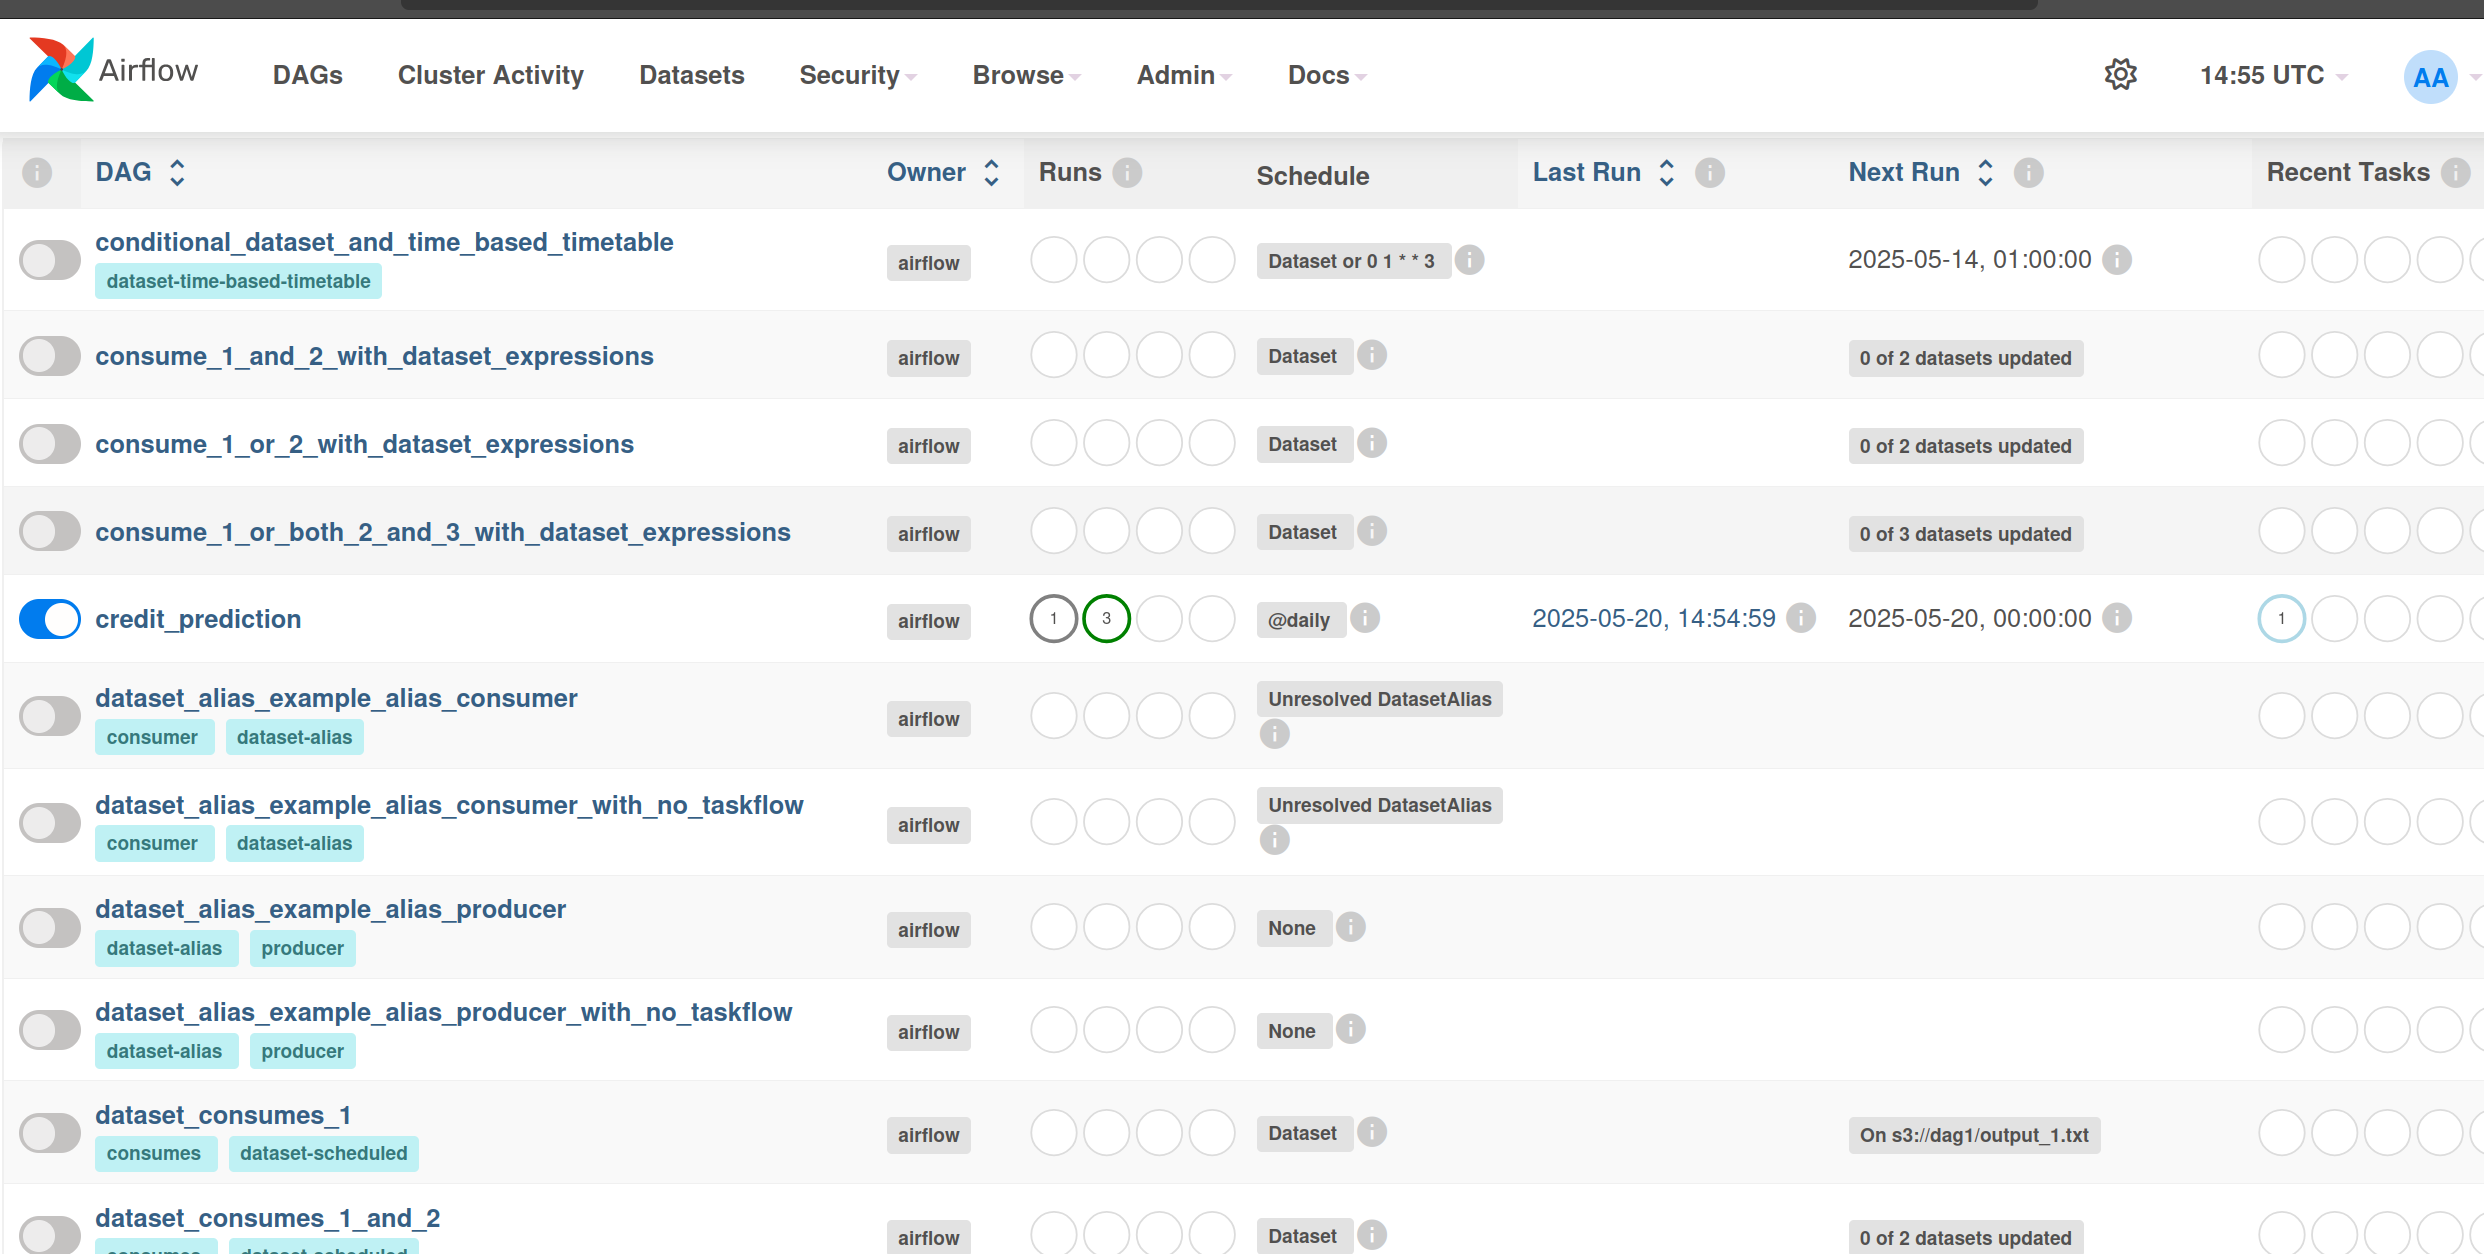 Airflow DAGs Cluster Activity Datasets Security Browse Admin Docs 14:55 UTC AA
DAG Owner Runs Schedule Last Run Next Run Recent Tasks
conditional_dataset_and_time_based_timetable
dataset-time-based-timetable
airflow Dataset or 0 1 * * 3 2025-05-14, 01:00:00
consume_1_and_2_with_dataset_expressions airflow Dataset 0 of 2 datasets updated
consume_1_or_2_with_dataset_expressions airflow Dataset 0 of 2 datasets updated
consume_1_or_both_2_and_3_with_dataset_expressions airflow Dataset 0 of 3 datasets updated
credit_prediction airflow 1 3 @daily 2025-05-20, 14:54:59 2025-05-20, 00:00:00 1
dataset_alias_example_alias_consumer
consumer dataset-alias
airflow Unresolved DatasetAlias
dataset_alias_example_alias_consumer_with_no_taskflow
consumer dataset-alias
airflow Unresolved DatasetAlias
dataset_alias_example_alias_producer
dataset-alias producer
airflow None
dataset_alias_example_alias_producer_with_no_taskflow
dataset-alias producer
airflow None
dataset_consumes_1
consumes dataset-scheduled
airflow Dataset On s3://dag1/output_1.txt
dataset_consumes_1_and_2
consumes dataset-scheduled
airflow Dataset 0 of 2 datasets updated